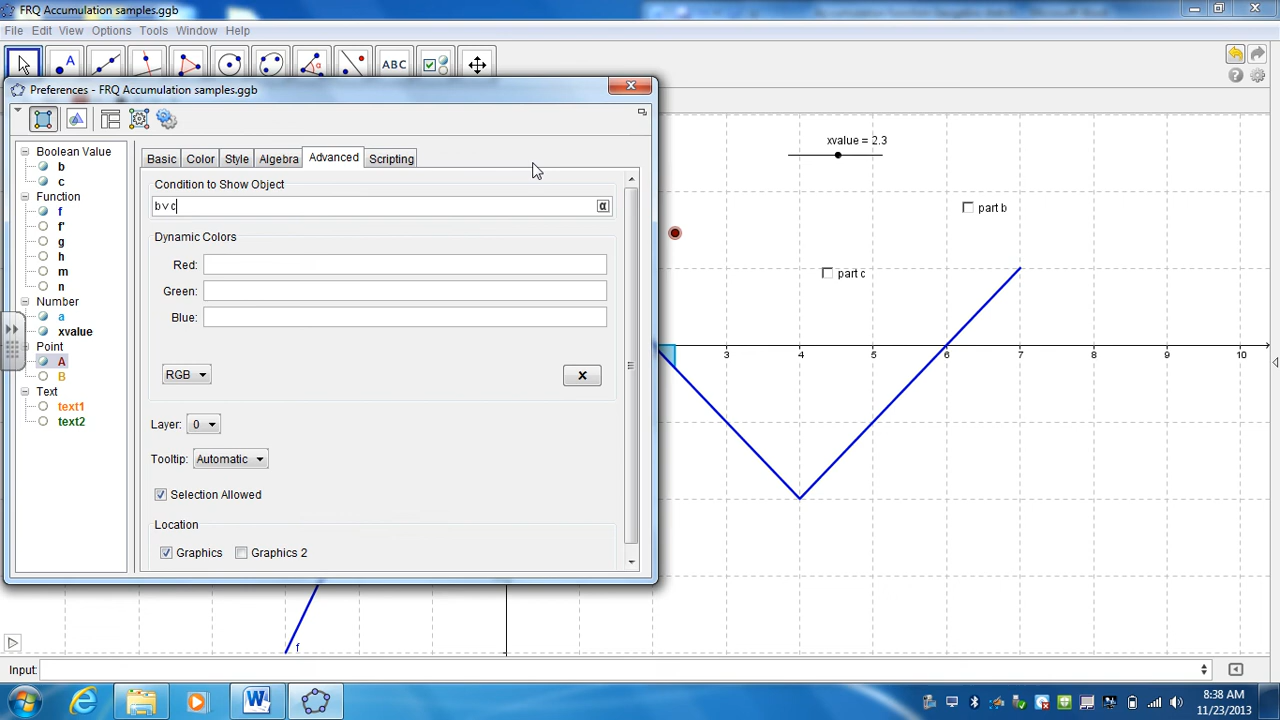 FRQ Accumulation samples.ggb
File Edit View Options Tools Window Help
A
ABC
Preferences - FRQ Accumulation samples.ggb
Boolean Value
b
c
Function
f
f'
g
h
m
n
Number
a
xvalue
Point
A
B
Text
text1
text2
Basic Color Style Algebra Advanced Scripting
Condition to Show Object
b∨c
α
Dynamic Colors
Red:
Green:
Blue:
RGB
x
Layer: 0
Tooltip: Automatic
Selection Allowed
Location
Graphics Graphics 2
xvalue = 2.3
part b
part c
3 4 5 6 7 8 9 10
f
Input:
8:38 AM
11/23/2013